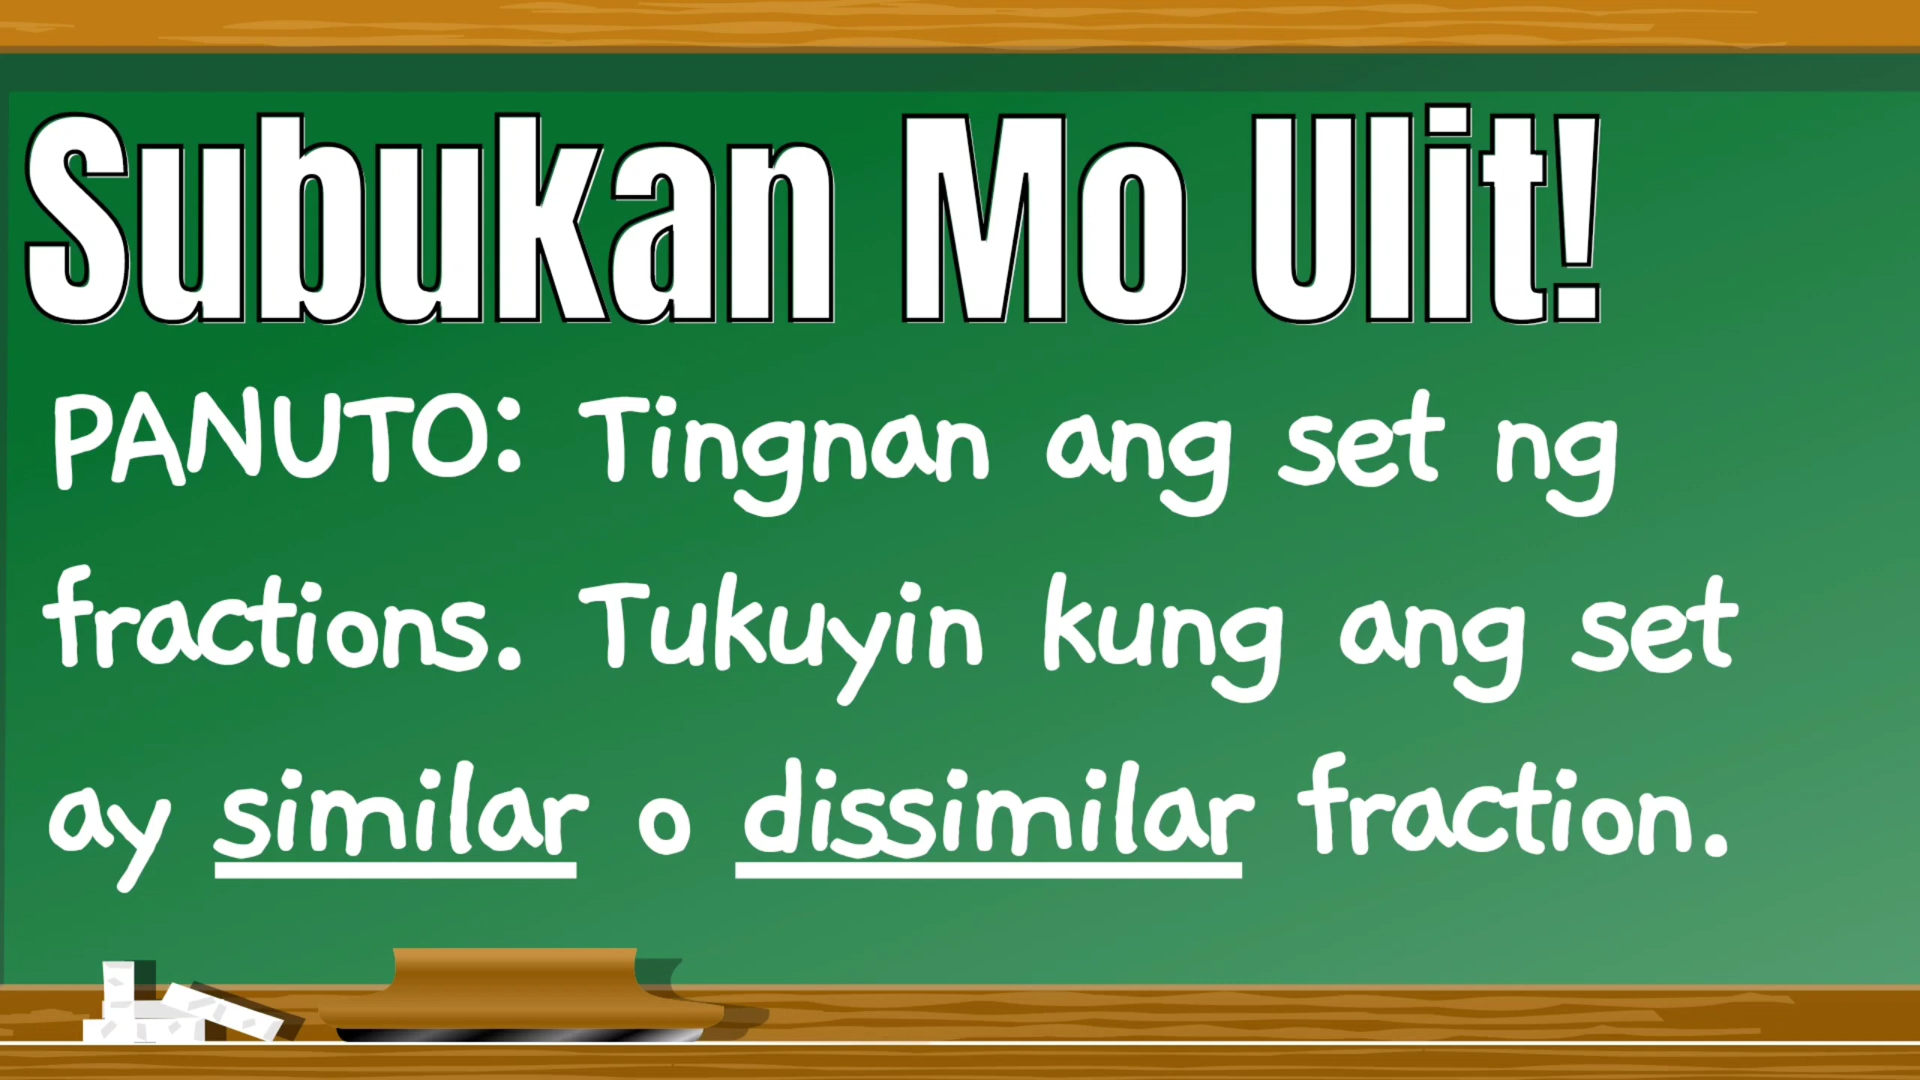 Subukan Mo Ulit!
PANUTO: Tingnan ang set ng
fractions. Tukuyin kung ang set
ay similar o dissimilar fraction.